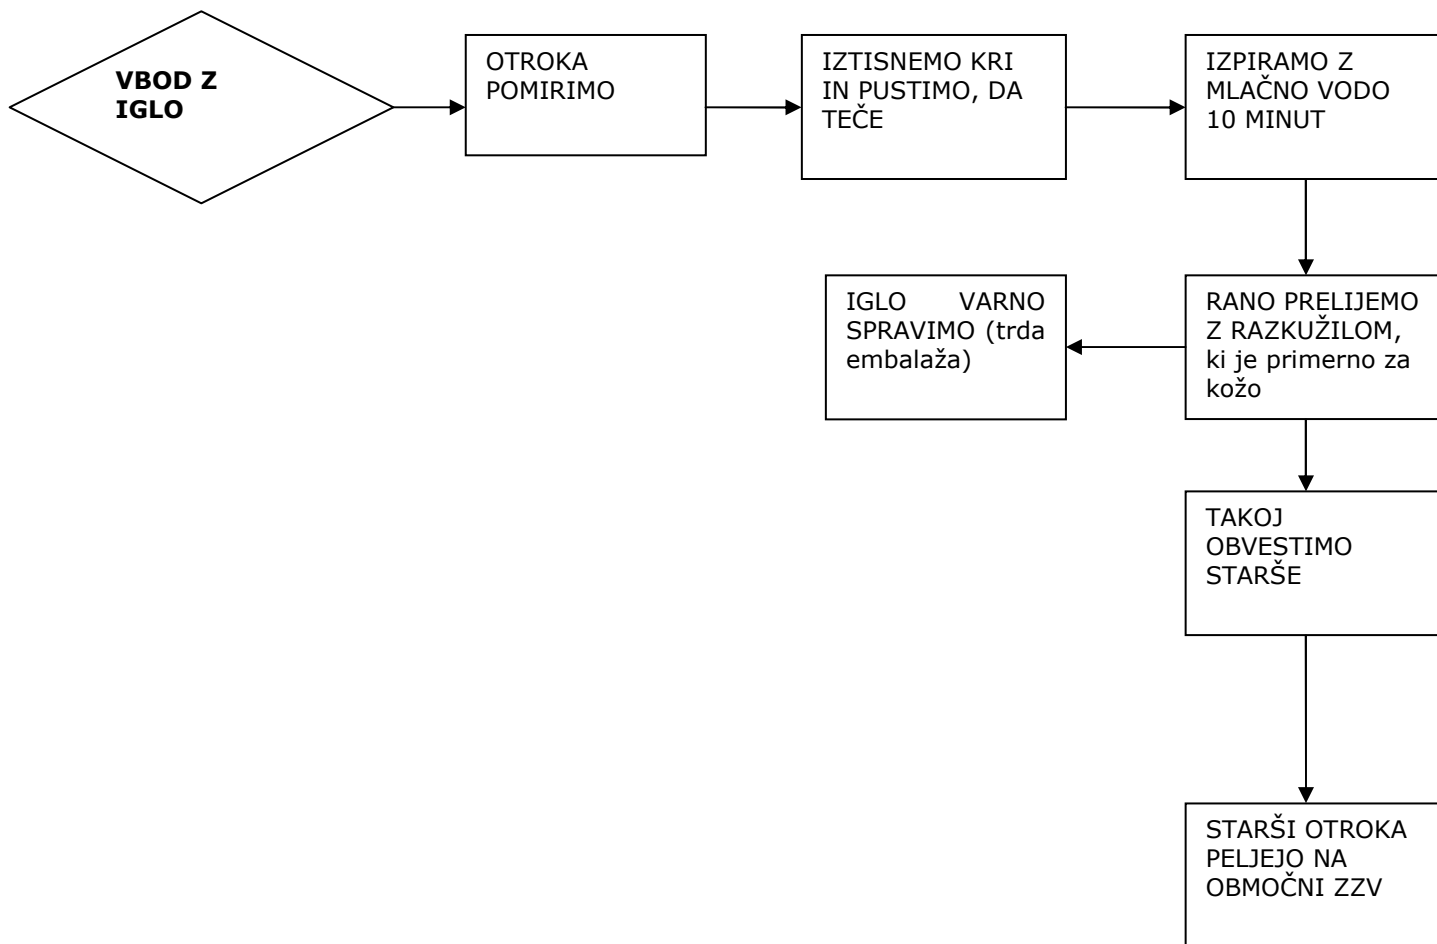 VBOD Z
IGLO
OTROKA
POMIRIMO
IZTISNEMO KRI
IN PUSTIMO, DA
TEČE
IZPIRAMO Z
MLAČNO VODO
10 MINUT
IGLO VARNO
SPRAVIMO (trda
embalaža)
RANO PRELIJEMO
Z RAZKUŽILOM,
ki je primerno za
kožo
TAKOJ
OBVESTIMO
STARŠE
STARŠI OTROKA
PELJEJO NA
OBMOČNI ZZV